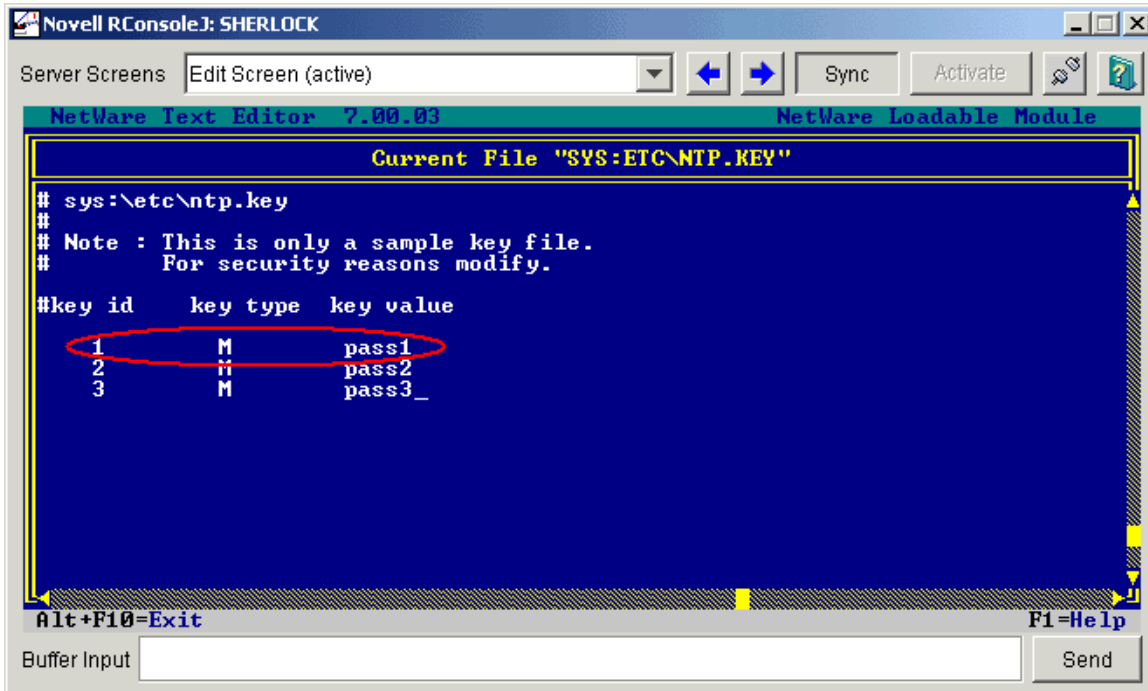 Novell RConsoleJ: SHERLOCK
Server Screens Edit Screen (active) Sync Activate
NetWare Text Editor 7.00.03 NetWare Loadable Module
Current File "SYS:ETC\NTP.KEY"
# sys:\etc\ntp.key
#
# Note : This is only a sample key file.
# For security reasons modify.
#key id key type key value
1 M pass1
2 M pass2
3 M pass3_
Alt+F10=Exit F1=Help
Buffer Input Send